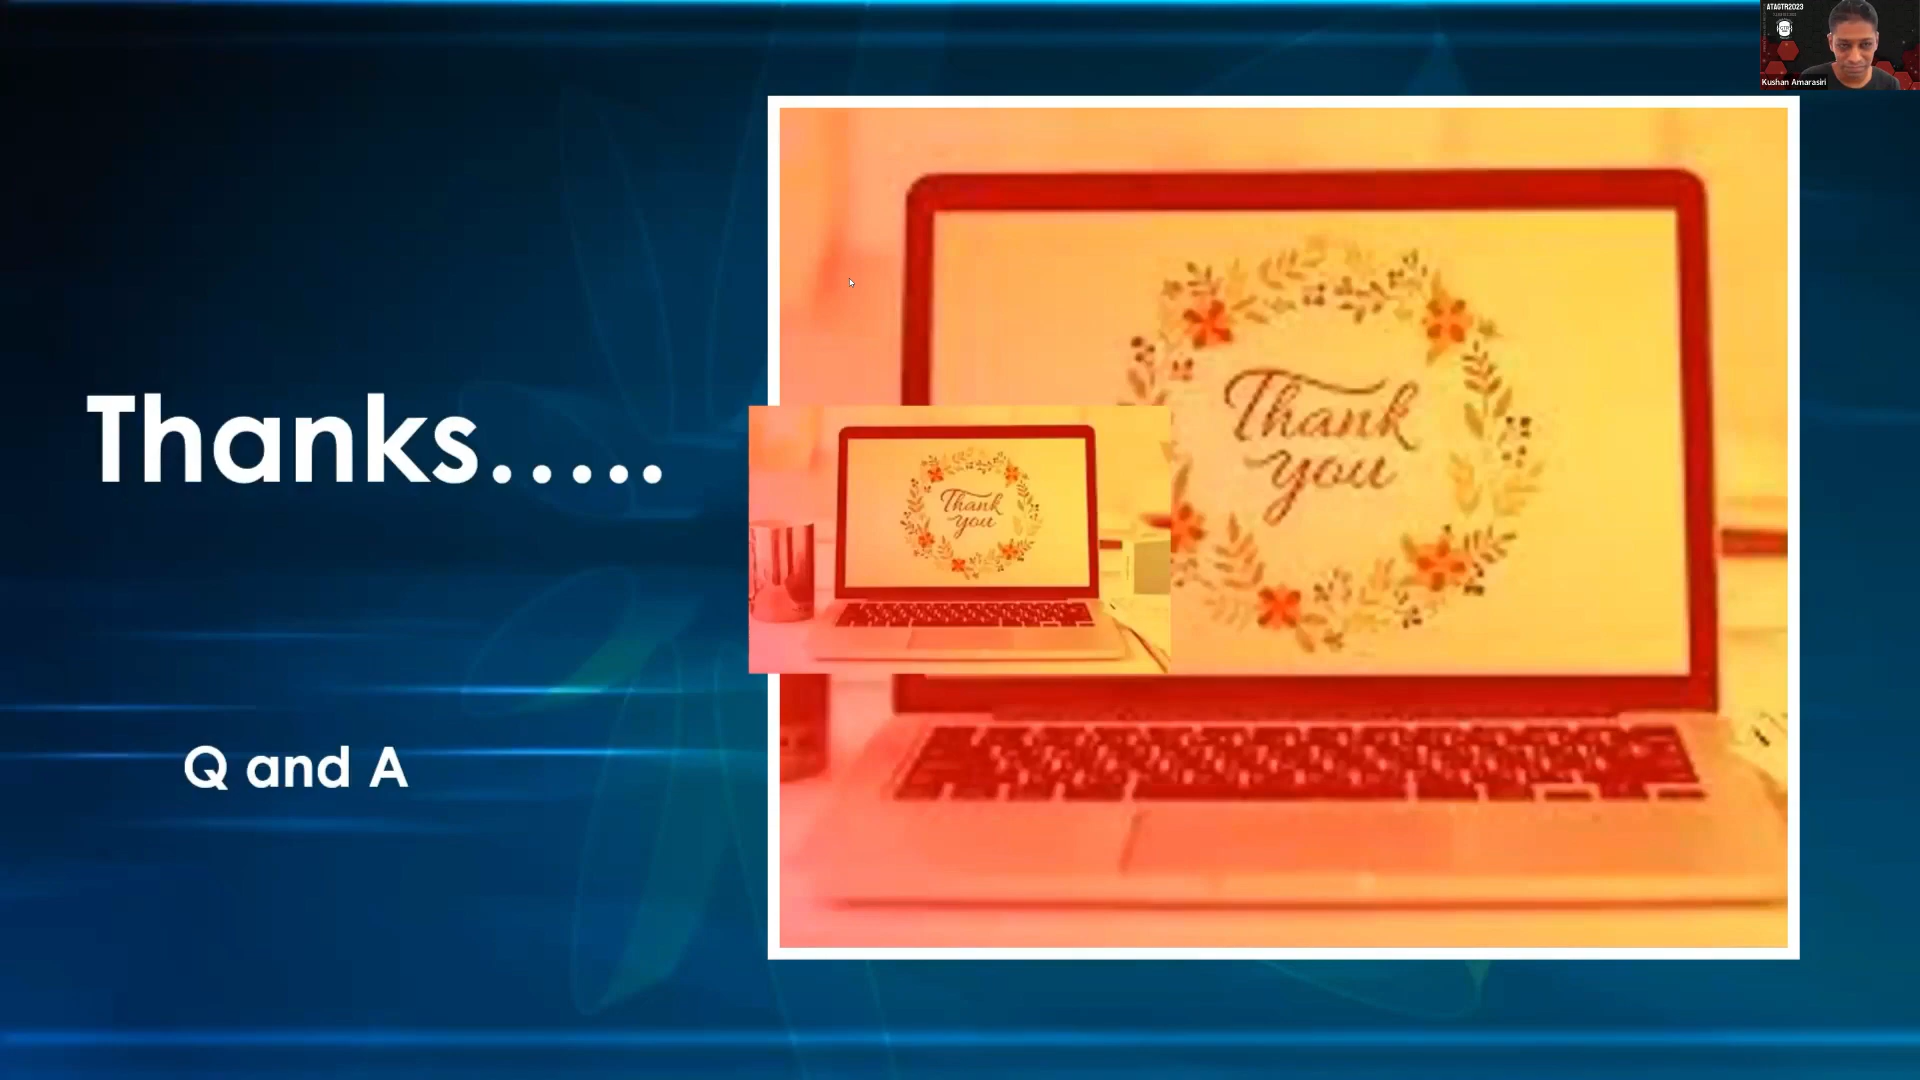 ATAGTR2023
Kushan Amarasiri
Thanks.....
Thank
you
Thank
you
Q and A